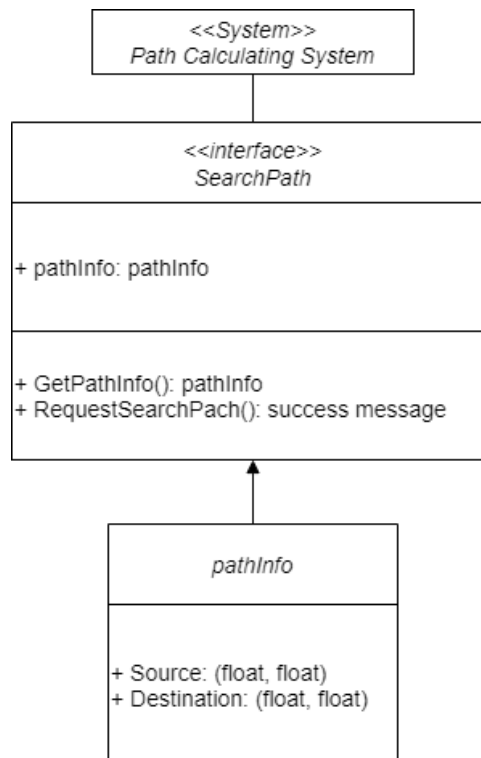 <<System>>
Path Calculating System
<<interface>>
SearchPath
+ pathInfo: pathInfo
+ GetPathInfo(): pathInfo
+ RequestSearchPach(): success message
pathInfo
+ Source: (float, float)
+ Destination: (float, float)